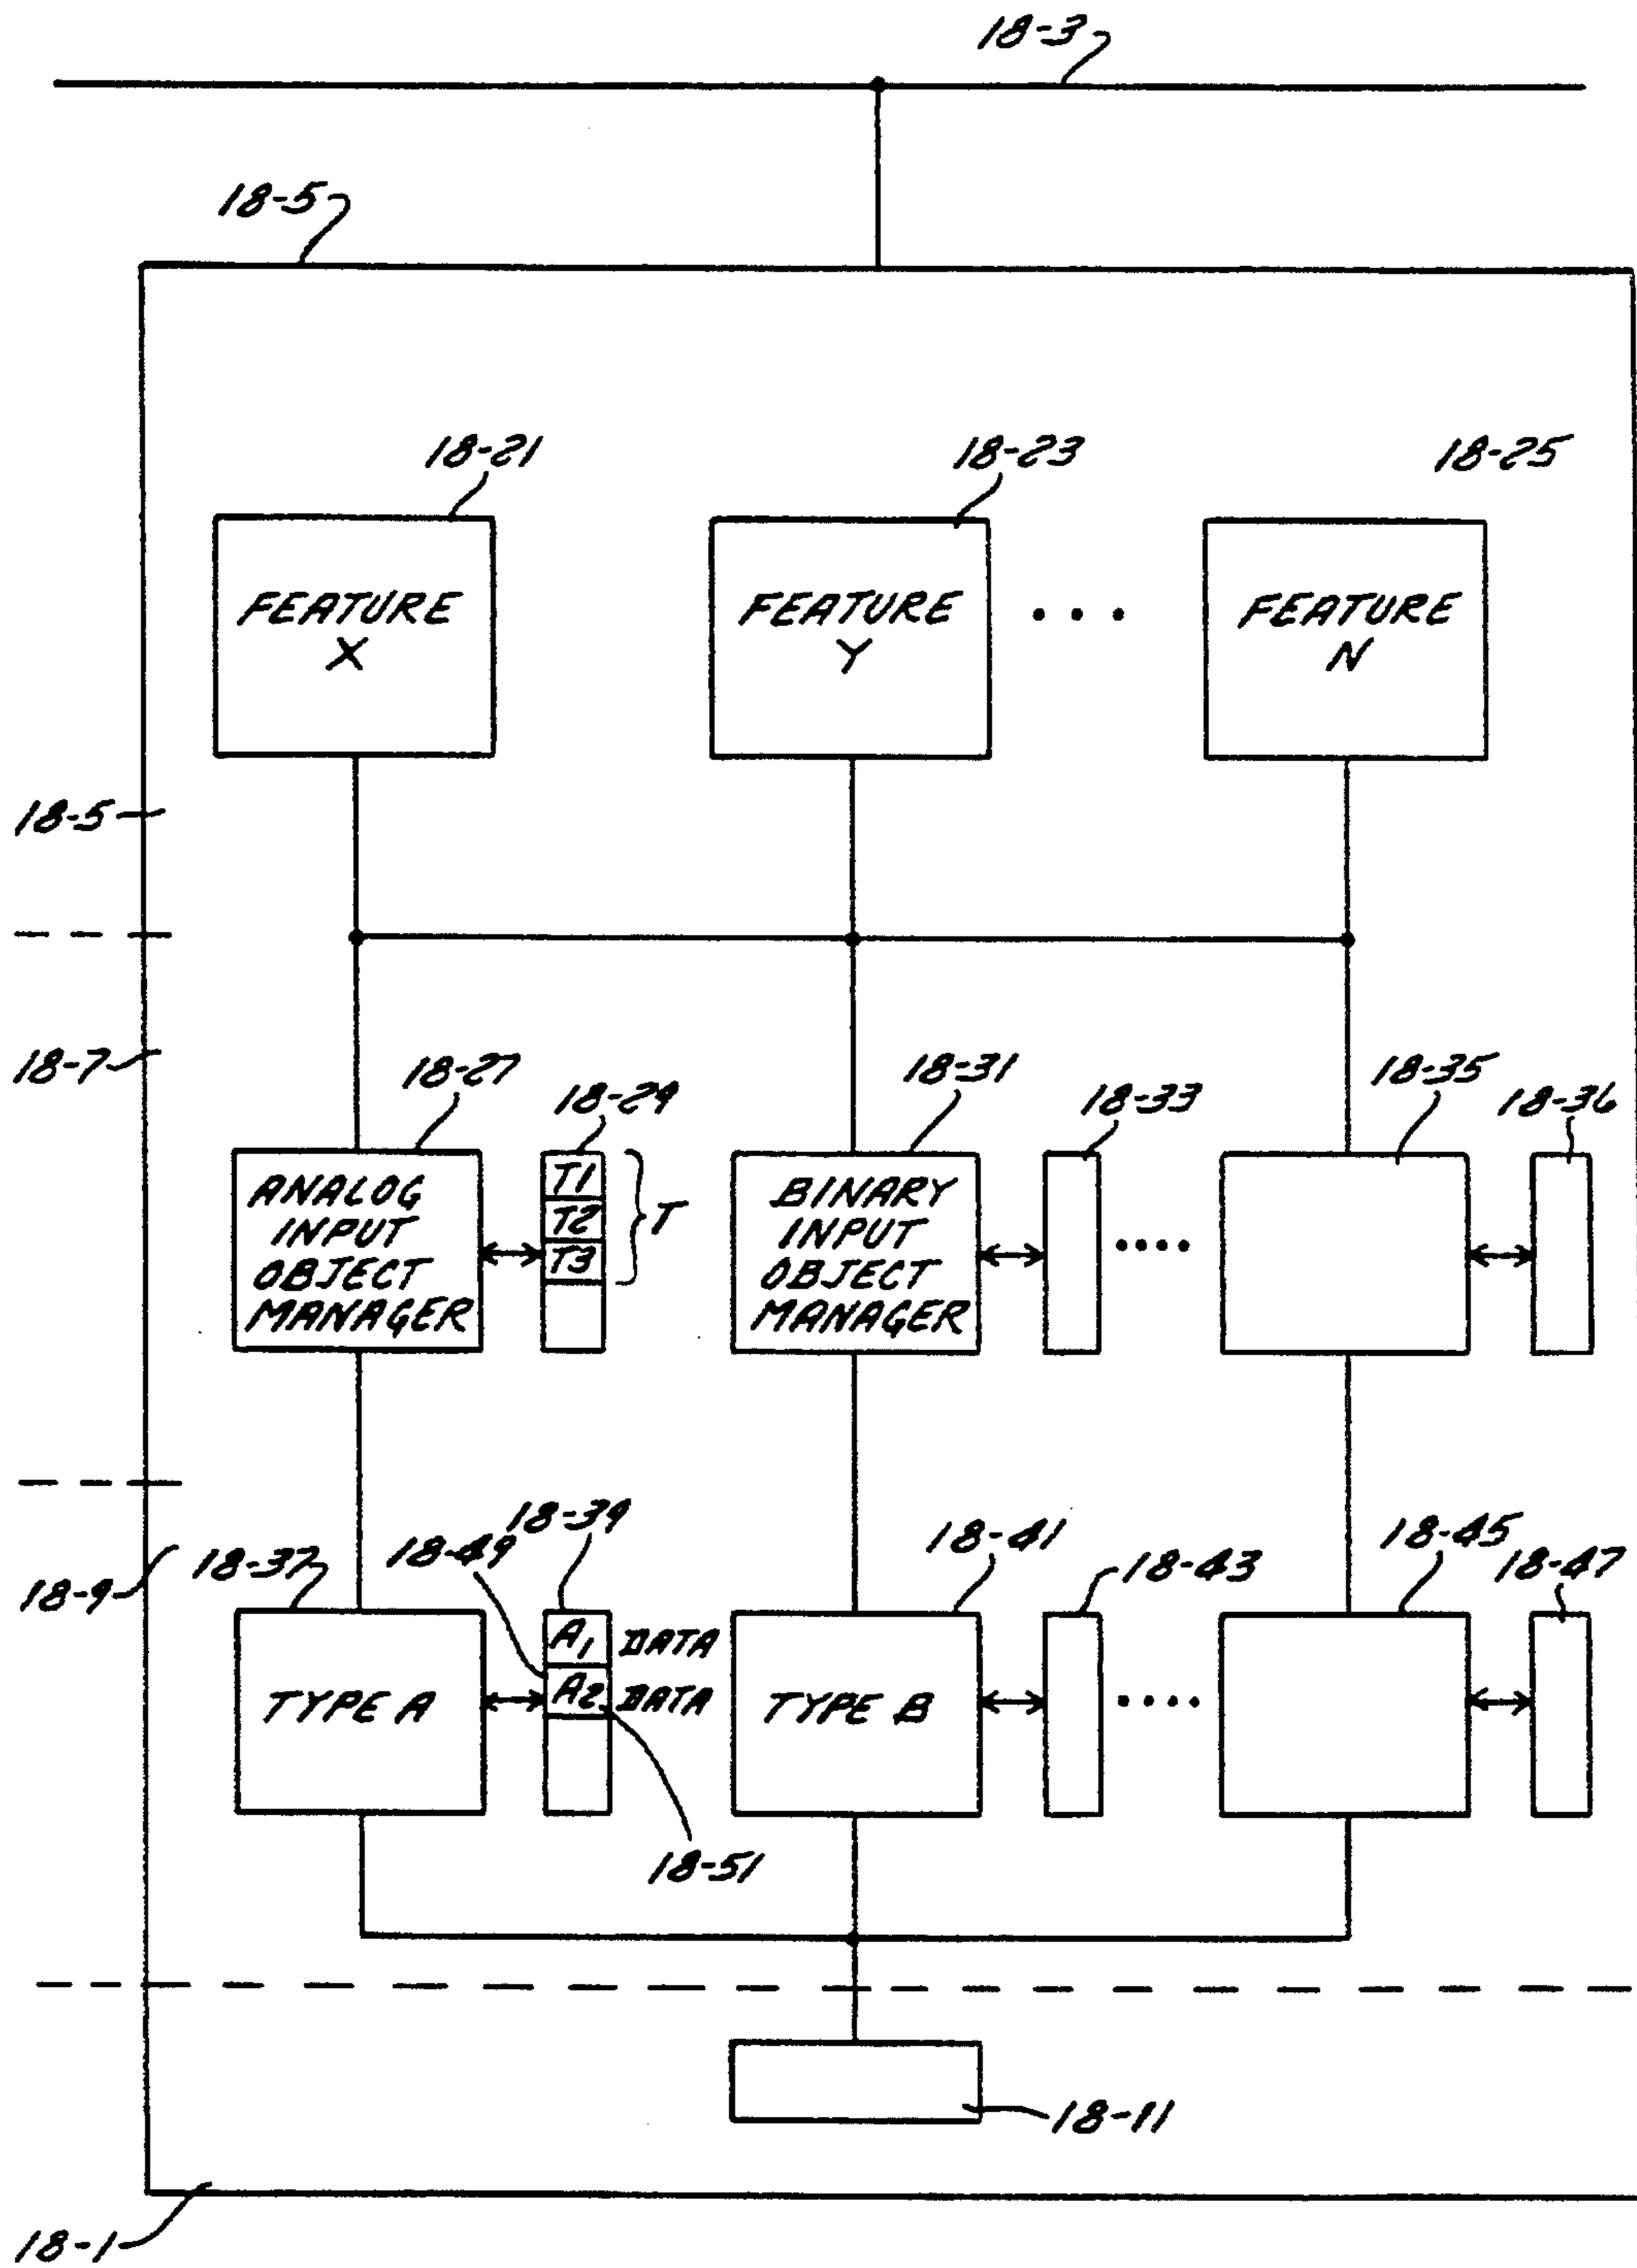 18-3
18-5
18-21
18-23
18-25
FEATURE
X
FEATURE
Y
FEATURE
N
18-5
18-7
18-27
18-29
18-31
18-33
18-35
18-36
ANALOG
INPUT
OBJECT
MANAGER
T1
T2
T3
T
BINARY
INPUT
OBJECT
MANAGER
18-9
18-37
18-49
18-39
18-41
18-43
18-45
18-47
TYPE A
A1 DATA
A2 DATA
TYPE B
18-51
18-11
18-1